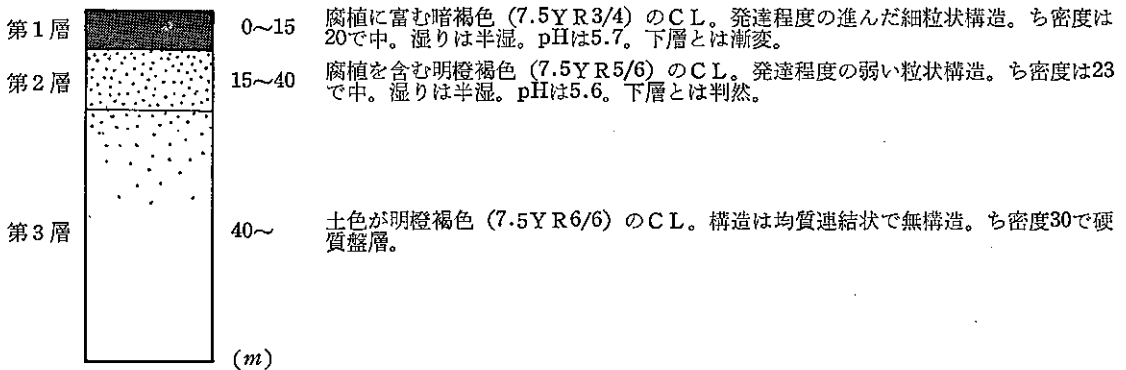 第1層 0~15 腐植に富む暗褐色 (7.5YR3/4) のCL。発達程度の進んだ細粒状構造。ち密度は
20で中。湿りは半湿。pHは5.7。下層とは漸変。
第2層 15~40 腐植を含む明橙褐色 (7.5YR5/6) のCL。発達程度の弱い粒状構造。ち密度は23
で中。湿りは半湿。pHは5.6。下層とは判然。
第3層 40~ 土色が明橙褐色 (7.5YR6/6) のCL。構造は均質連結状で無構造。ち密度30で硬
質盤層。
(m)